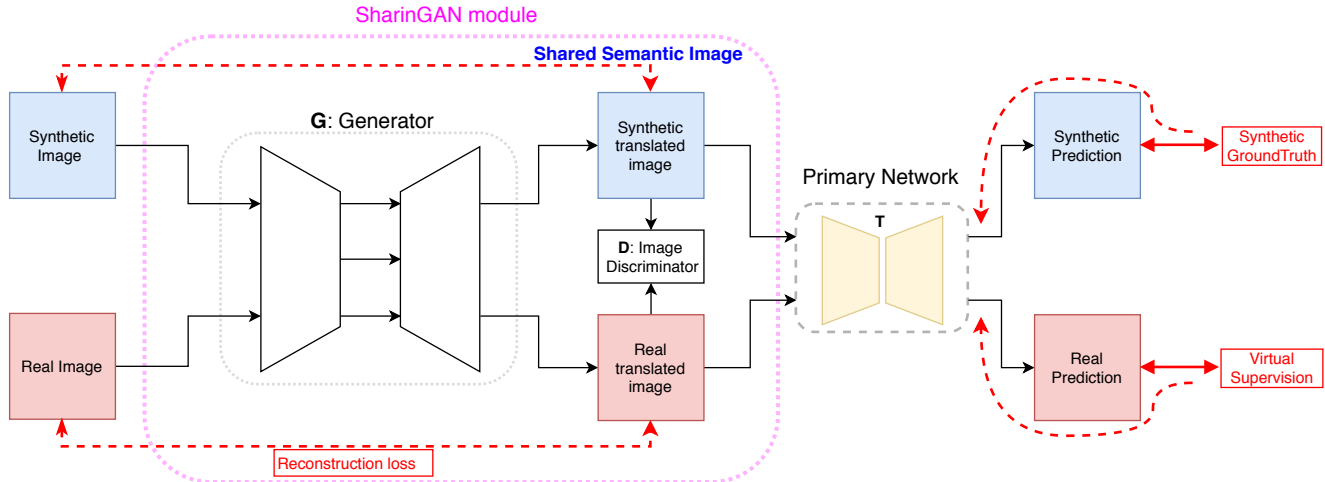 SharinGAN module
Shared Semantic Image
Synthetic
Image
G: Generator
Synthetic
translated
image
Synthetic
Prediction
Synthetic
GroundTruth
Primary Network
T
D: Image
Discriminator
Real Image
Real
translated
image
Real
Prediction
Virtual
Supervision
Reconstruction loss